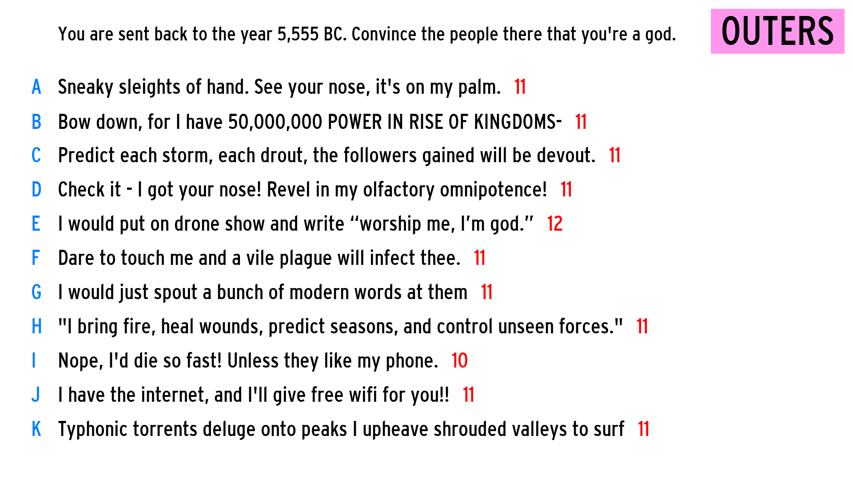 You are sent back to the year 5,555 BC. Convince the people there that you're a god.
OUTERS
A Sneaky sleights of hand. See your nose, it's on my palm. 11
B Bow down, for I have 50,000,000 POWER IN RISE OF KINGDOMS- 11
C Predict each storm, each drout, the followers gained will be devout. 11
D Check it - I got your nose! Revel in my olfactory omnipotence! 11
E I would put on drone show and write “worship me, I’m god.” 12
F Dare to touch me and a vile plague will infect thee. 11
G I would just spout a bunch of modern words at them 11
H "I bring fire, heal wounds, predict seasons, and control unseen forces." 11
I Nope, I'd die so fast! Unless they like my phone. 10
J I have the internet, and I'll give free wifi for you!! 11
K Typhonic torrents deluge onto peaks I upheave shrouded valleys to surf 11